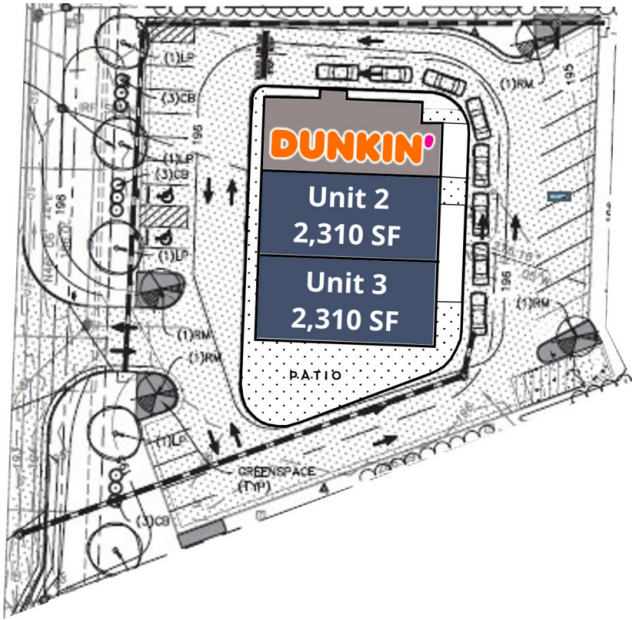 (1)LP
195
(1)RM
(3)CB
196
DUNKIN'
(1)LP
(3)CB
Unit 2
2,310 SF
196
(1)LP
196
Unit 3
2,310 SF
(1)RM
(1)RM
(1)RM
PATIO
196
(1)LP
GREENSPACE
(TYP)
(3)CB